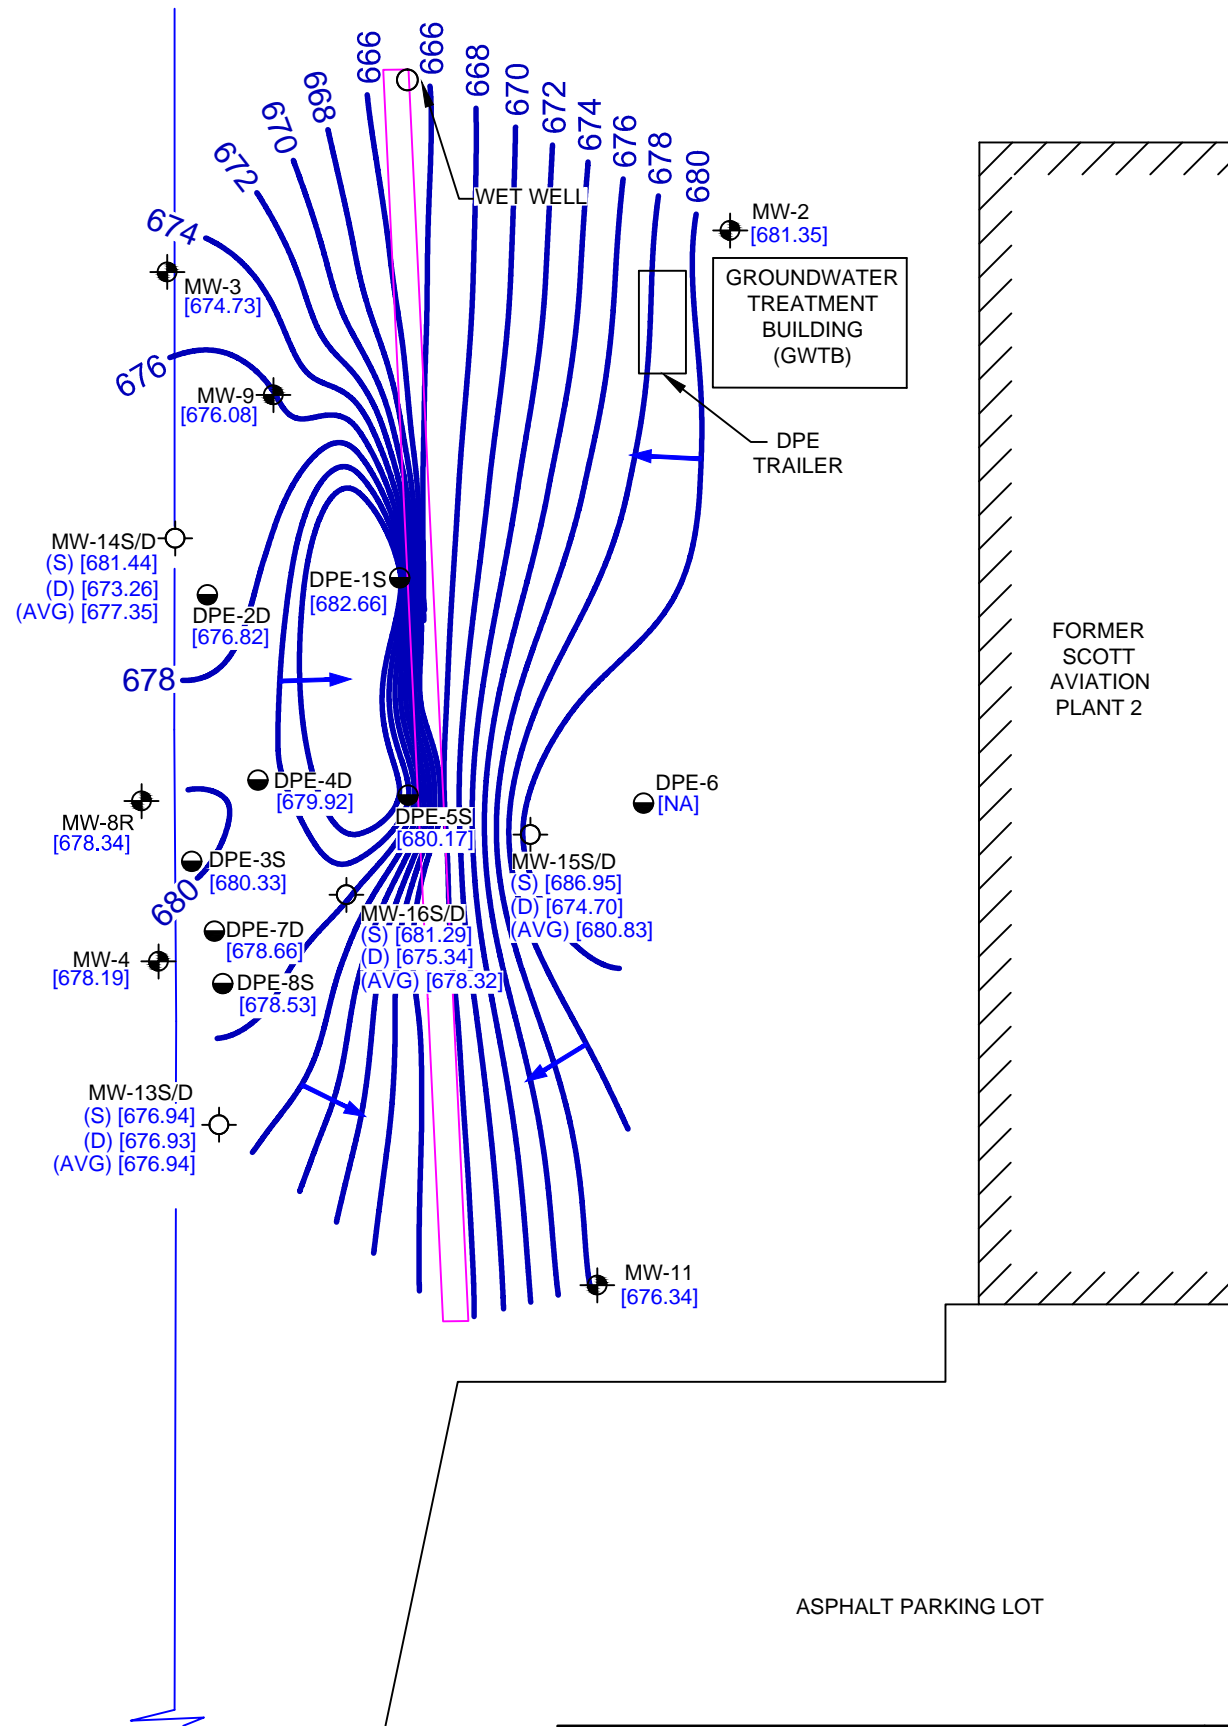 666
666
668
670
672
674
676
678
680
668
670
672
674
676
WET WELL
MW-2
[681.35]
MW-3
[674.73]
GROUNDWATER
TREATMENT
BUILDING
(GWTB)
MW-9
[676.08]
DPE
TRAILER
MW-14S/D
(S) [681.44]
(D) [673.26]
(AVG) [677.35]
DPE-1S
[682.66]
DPE-2D
[676.82]
FORMER
SCOTT
AVIATION
PLANT 2
678
DPE-4D
[679.92]
DPE-6
[NA]
MW-8R
[678.34]
DPE-5S
[680.17]
DPE-3S
[680.33]
MW-15S/D
(S) [686.95]
(D) [674.70]
(AVG) [680.83]
680
MW-16S/D
(S) [681.29]
(D) [675.34]
(AVG) [678.32]
DPE-7D
[678.66]
MW-4
[678.19]
DPE-8S
[678.53]
MW-13S/D
(S) [676.94]
(D) [676.93]
(AVG) [676.94]
MW-11
[676.34]
ASPHALT PARKING LOT